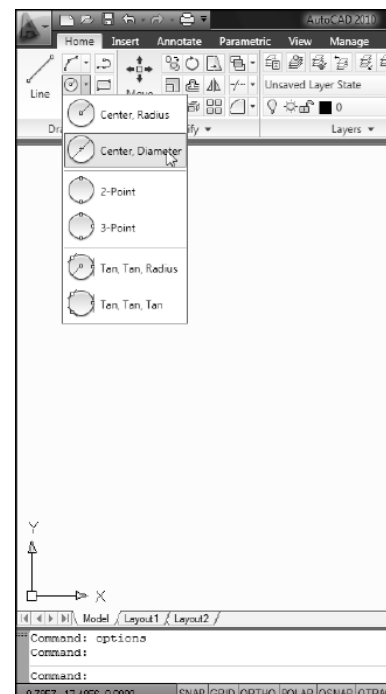 AutoCAD 2010
Home Insert Annotate Parametric View Manage
Line
Move
Unsaved Layer State
0
Layers
Center, Radius
Center, Diameter
2-Point
3-Point
Tan, Tan, Radius
Tan, Tan, Tan
Y
X
Model Layout1 Layout2
Command: options
Command:
Command:
SNAP GRID ORTHO POLAR OSNAP